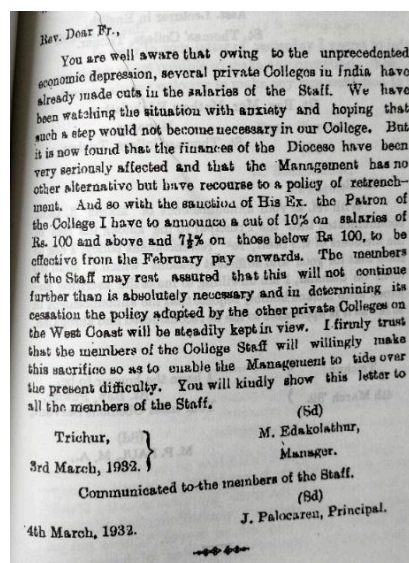 Rev. Dear Fr.,
You are well aware that owing to the unprecedented
economic depression, several private Colleges in India have
already made cuts in the salaries of the Staff. We have
been watching the situation with anxiety and hoping that
such a step would not become necessary in our College. But
it is now found that the finances of the Diocese have been
very seriously affected and that the Management has no
other alternative but have recourse to a policy of retrench-
ment. And so with the sanction of His Ex. the Patron of
the College I have to announce a cut of 10% on salaries of
Rs. 100 and above and 7½% on those below Rs 100, to be
effective from the February pay onwards. The members
of the Staff may rest assured that this will not continue
further than is absolutely necessary and in determining its
cessation the policy adopted by the other private Colleges on
the West Coast will be steadily kept in view. I firmly trust
that the members of the College Staff will willingly make
this sacrifice so as to enable the Management to tide over
the present difficulty. You will kindly show this letter to
all the members of the Staff.
(Sd)
Trichur, M. Edakolathur,
3rd March, 1932. Manager.
Communicated to the members of the Staff.
(Sd)
4th March, 1932. J. Palocaren, Principal.